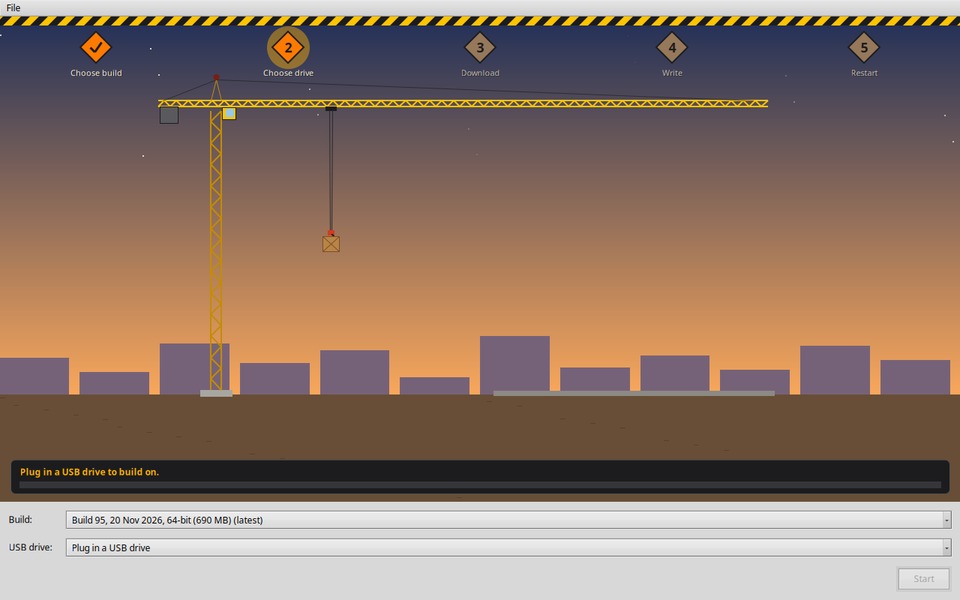 File
2
3
4
5
Choose build
Choose drive
Download
Write
Restart
Plug in a USB drive to build on.
Build:
Build 95, 20 Nov 2026, 64-bit (690 MB) (latest)
USB drive:
Plug in a USB drive
Start